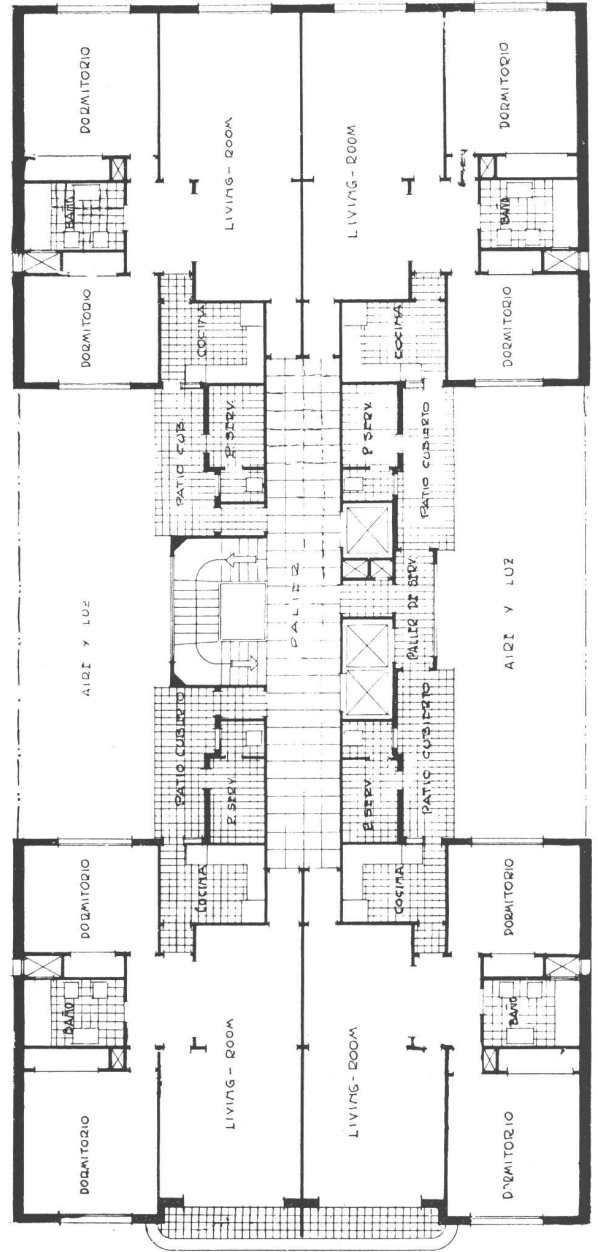 DORMITORIO
LIVING-ROOM
LIVING-ROOM
DORMITORIO
BAÑO
BAÑO
DORMITORIO
COCINA
COCINA
DORMITORIO
PATIO CUB.
P. SERV.
P. SERV.
PATIO CUBIERTO
AIRE Y LUZ
PALIER
PALIER DE SERV.
AIRE Y LUZ
PATIO CUBIERTO
P. SERV.
P. SERV.
PATIO CUBIERTO
DORMITORIO
COCINA
COCINA
DORMITORIO
BAÑO
BAÑO
LIVING-ROOM
LIVING-ROOM
DORMITORIO
DORMITORIO